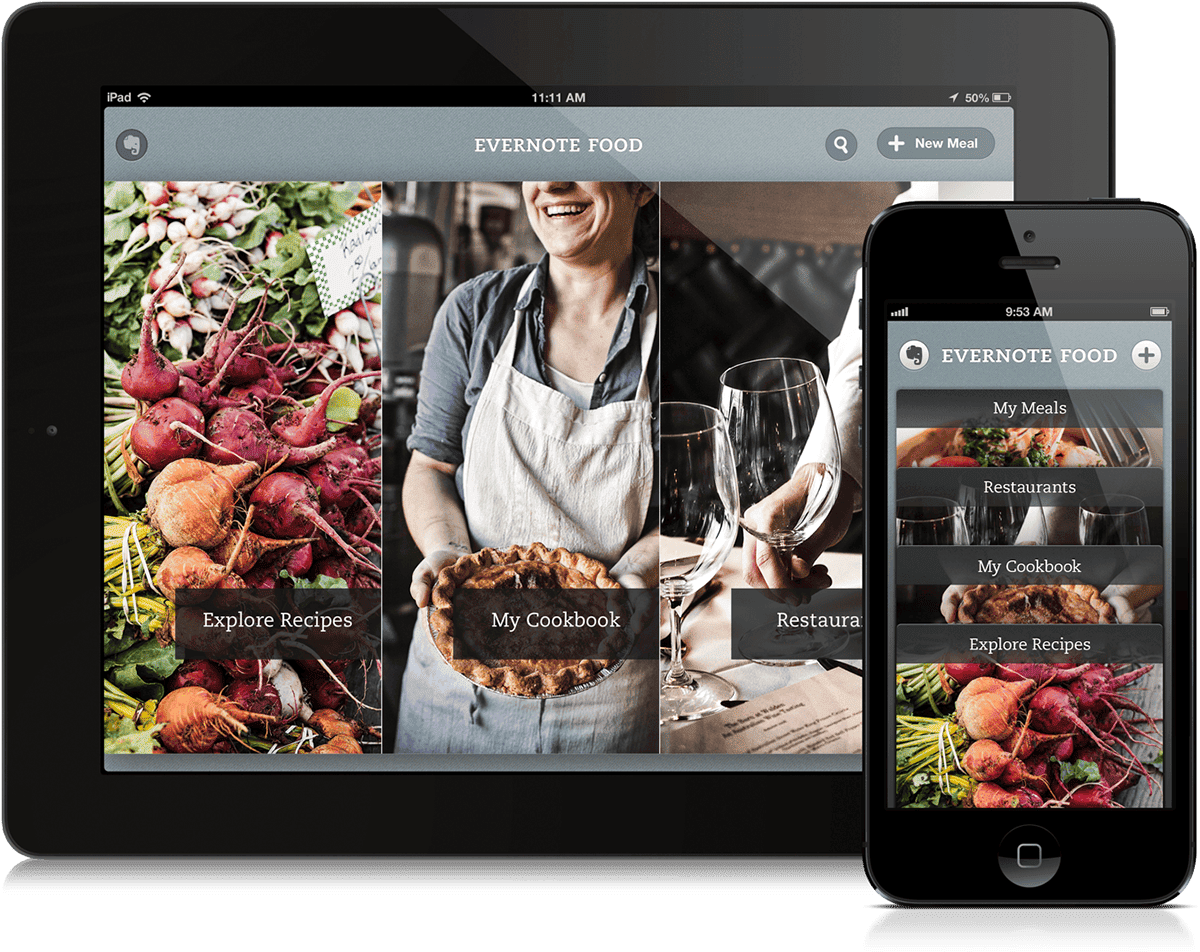 iPad
11:11 AM
50%
EVERNOTE FOOD
New Meal
Explore Recipes
My Cookbook
Restaura
9:53 AM
EVERNOTE FOOD
My Meals
Restaurants
My Cookbook
Explore Recipes